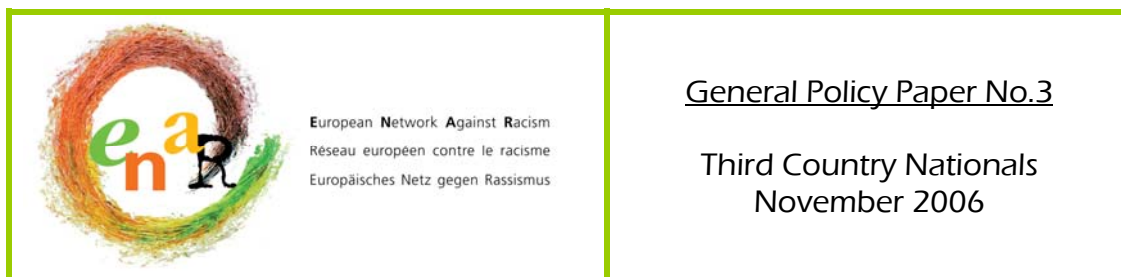 enaR
European Network Against Racism
Réseau européen contre le racisme
Europäisches Netz gegen Rassismus
General Policy Paper No.3
Third Country Nationals
November 2006